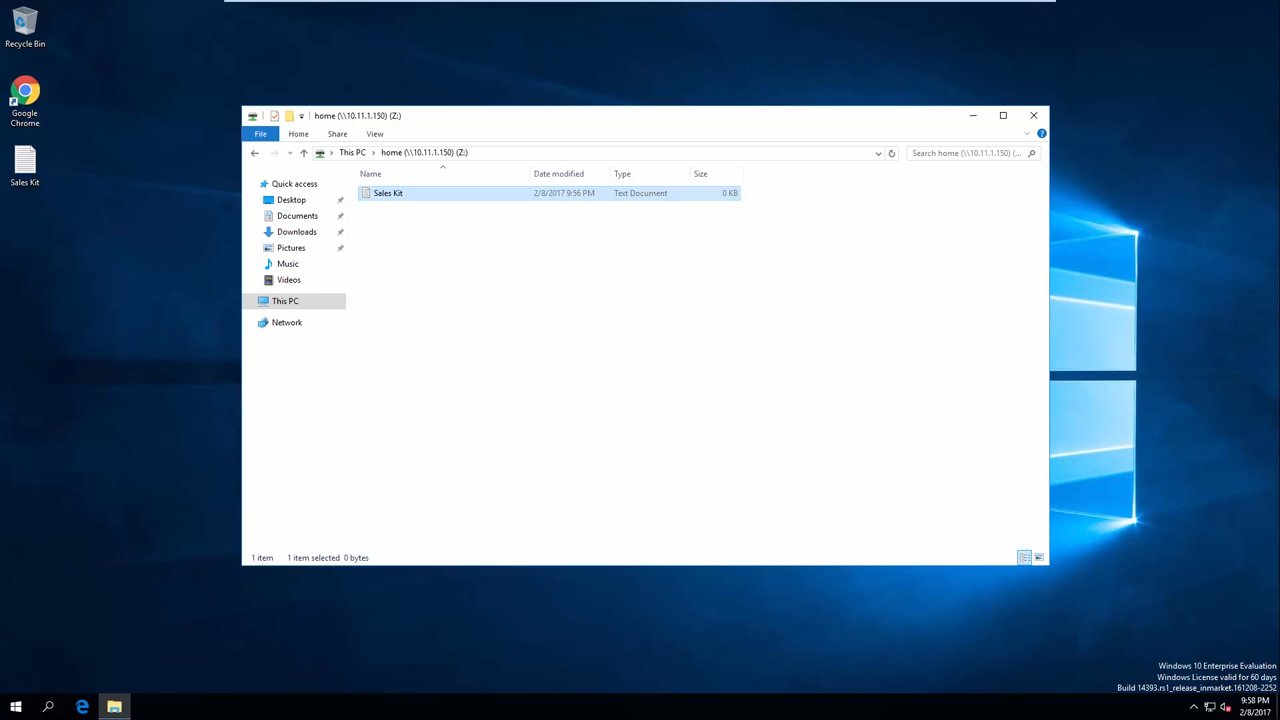 Recycle Bin
Google
Chrome
Sales Kit
home (\\10.11.1.150) (Z:)
File Home Share View
This PC home (\\10.11.1.150) (Z:)
Search home (\\10.11.1.150) (...
Name Date modified Type Size
Sales Kit 2/8/2017 9:56 PM Text Document 0 KB
Quick access
Desktop
Documents
Downloads
Pictures
Music
Videos
This PC
Network
1 item 1 item selected 0 bytes
Windows 10 Enterprise Evaluation
Windows License valid for 60 days
Build 14393.rs1_release_inmarket.161208-2252
9:58 PM
2/8/2017